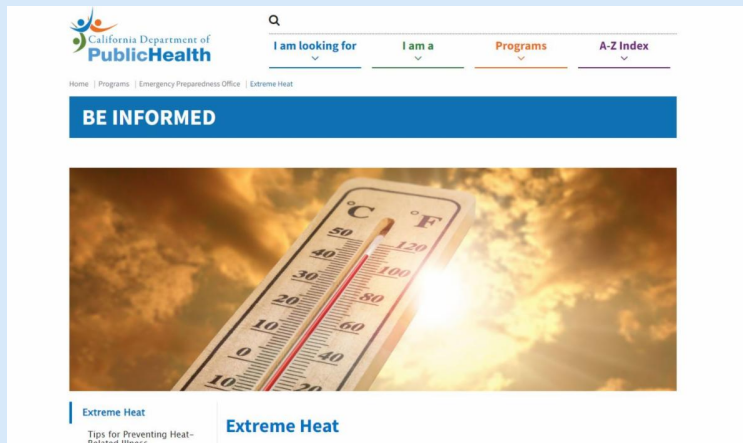 California Department of
PublicHealth
I am looking for
I am a
Programs
A-Z Index
Home | Programs | Emergency Preparedness Office | Extreme Heat
BE INFORMED
°C °F
50 120
40 100
30 80
20 60
10 40
0 20
10
Extreme Heat
Tips for Preventing Heat-
Related Illness
Extreme Heat